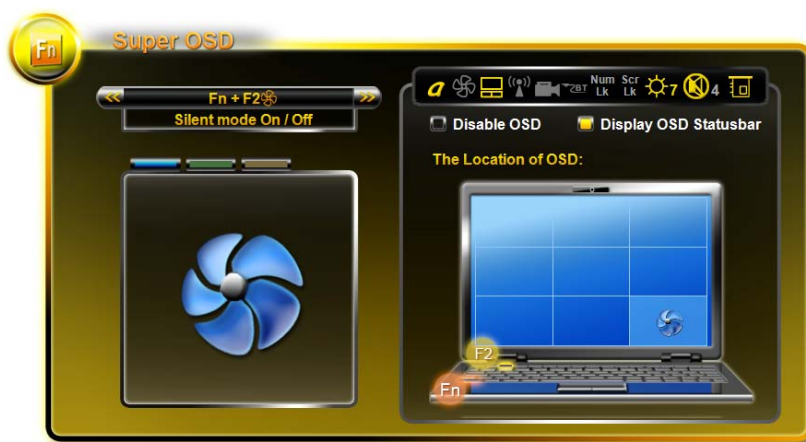 Fn
Super OSD
Fn + F2
Silent mode On / Off
a
Num Lk
Scr Lk
7
4
Disable OSD
Display OSD Statusbar
The Location of OSD:
F2
Fn